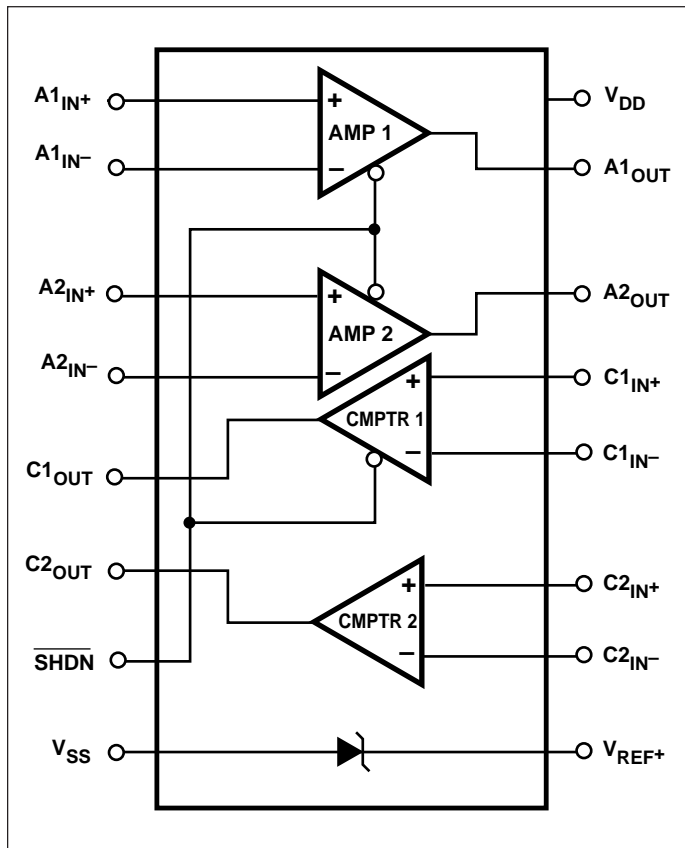 A1IN+
VDD
+
AMP 1
A1IN–
–
A1OUT
A2IN+
+
A2OUT
AMP 2
A2IN–
–
+
C1IN+
CMPTR 1
–
C1IN–
C1OUT
C2OUT
+
C2IN+
CMPTR 2
–
C2IN–
SHDN
VSS
VREF+